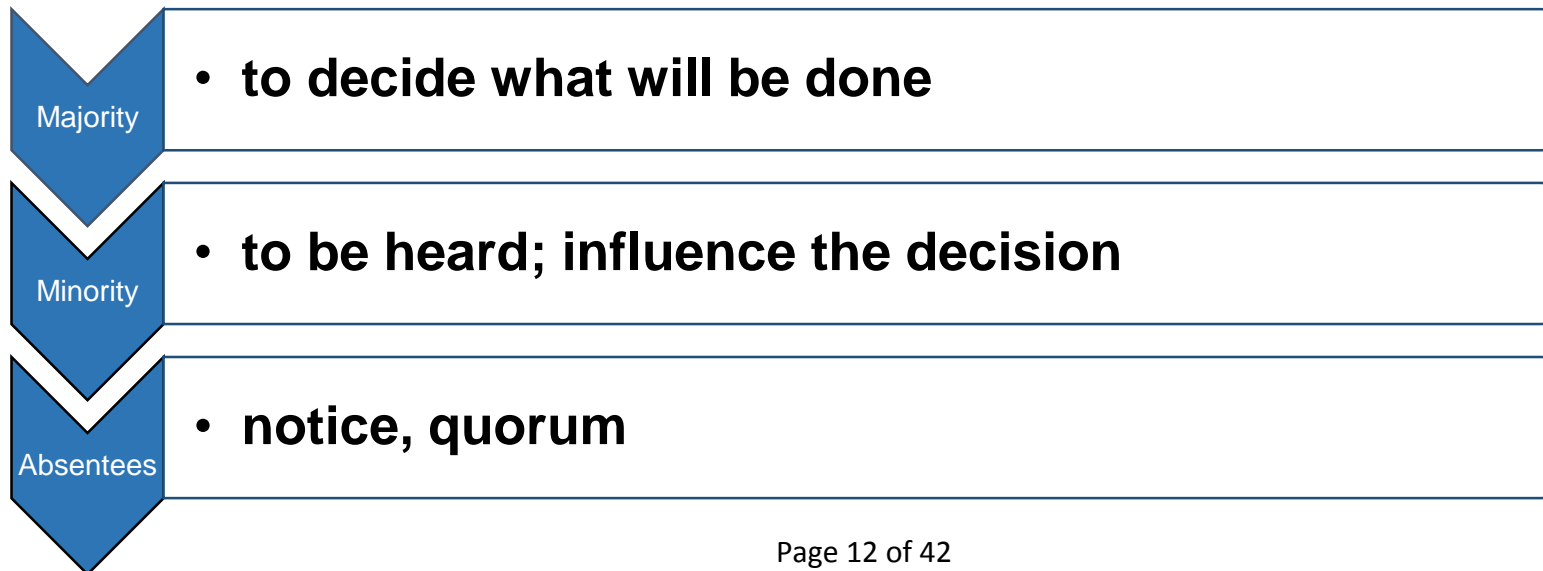 Majority
• to decide what will be done
Minority
• to be heard; influence the decision
Absentees
• notice, quorum
Page 12 of 42